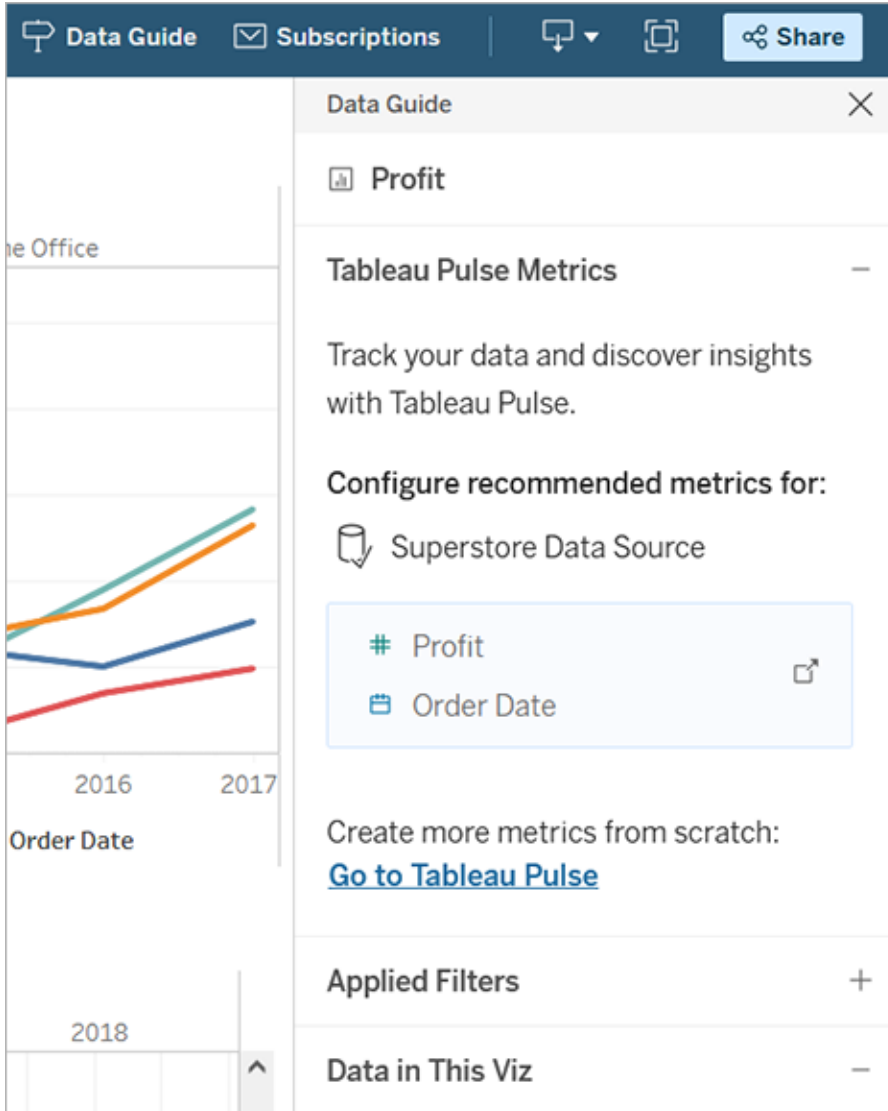 Data Guide Subscriptions Share
Data Guide
Profit
Tableau Pulse Metrics
Track your data and discover insights
with Tableau Pulse.
Configure recommended metrics for:
Superstore Data Source
Profit
Order Date
Create more metrics from scratch:
Go to Tableau Pulse
Applied Filters
Data in This Viz
Office
2016 2017
Order Date
2018